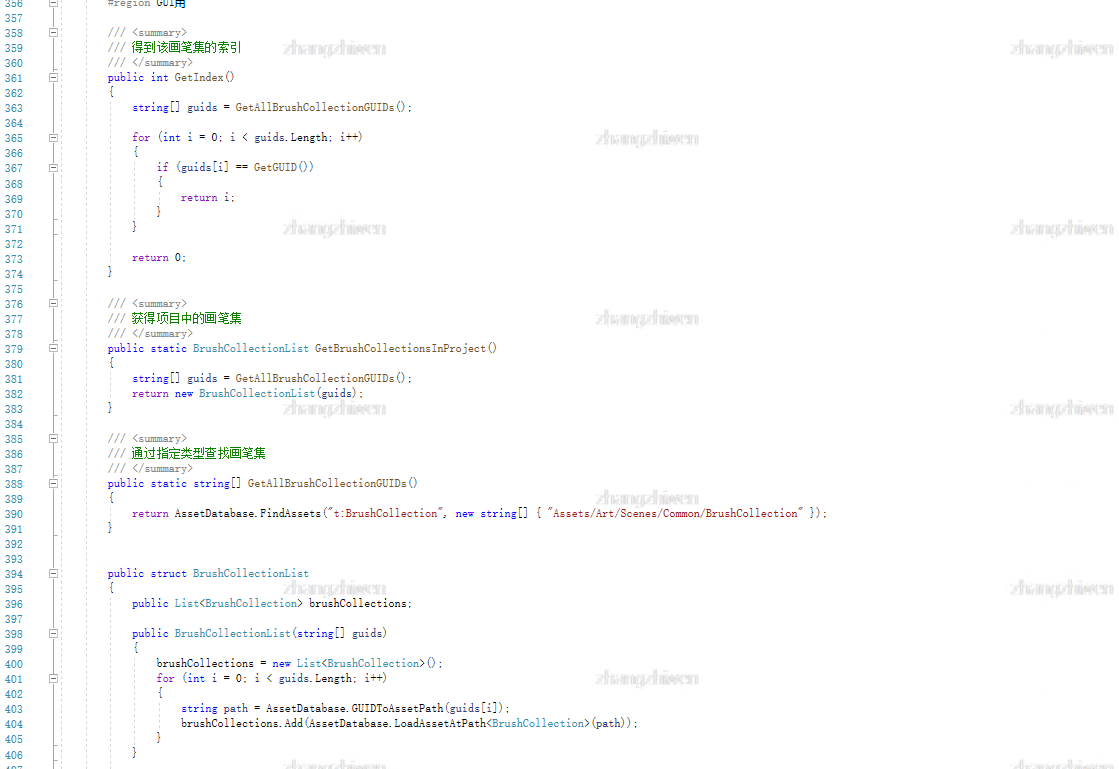 356 #region GUI用
357
358 /// <summary>
359 /// 得到该画笔集的索引
360 /// </summary>
361 public int GetIndex()
362 {
363 string[] guids = GetAllBrushCollectionGUIDs();
364
365 for (int i = 0; i < guids.Length; i++)
366 {
367 if (guids[i] == GetGUID())
368 {
369 return i;
370 }
371 }
372
373 return 0;
374 }
375
376 /// <summary>
377 /// 获得项目中的画笔集
378 /// </summary>
379 public static BrushCollectionList GetBrushCollectionsInProject()
380 {
381 string[] guids = GetAllBrushCollectionGUIDs();
382 return new BrushCollectionList(guids);
383 }
384
385 /// <summary>
386 /// 通过指定类型查找画笔集
387 /// </summary>
388 public static string[] GetAllBrushCollectionGUIDs()
389 {
390 return AssetDatabase.FindAssets("t:BrushCollection", new string[] { "Assets/Art/Scenes/Common/BrushCollection" });
391 }
392
393
394 public struct BrushCollectionList
395 {
396 public List<BrushCollection> brushCollections;
397
398 public BrushCollectionList(string[] guids)
399 {
400 brushCollections = new List<BrushCollection>();
401 for (int i = 0; i < guids.Length; i++)
402 {
403 string path = AssetDatabase.GUIDToAssetPath(guids[i]);
404 brushCollections.Add(AssetDatabase.LoadAssetAtPath<BrushCollection>(path));
405 }
406 }